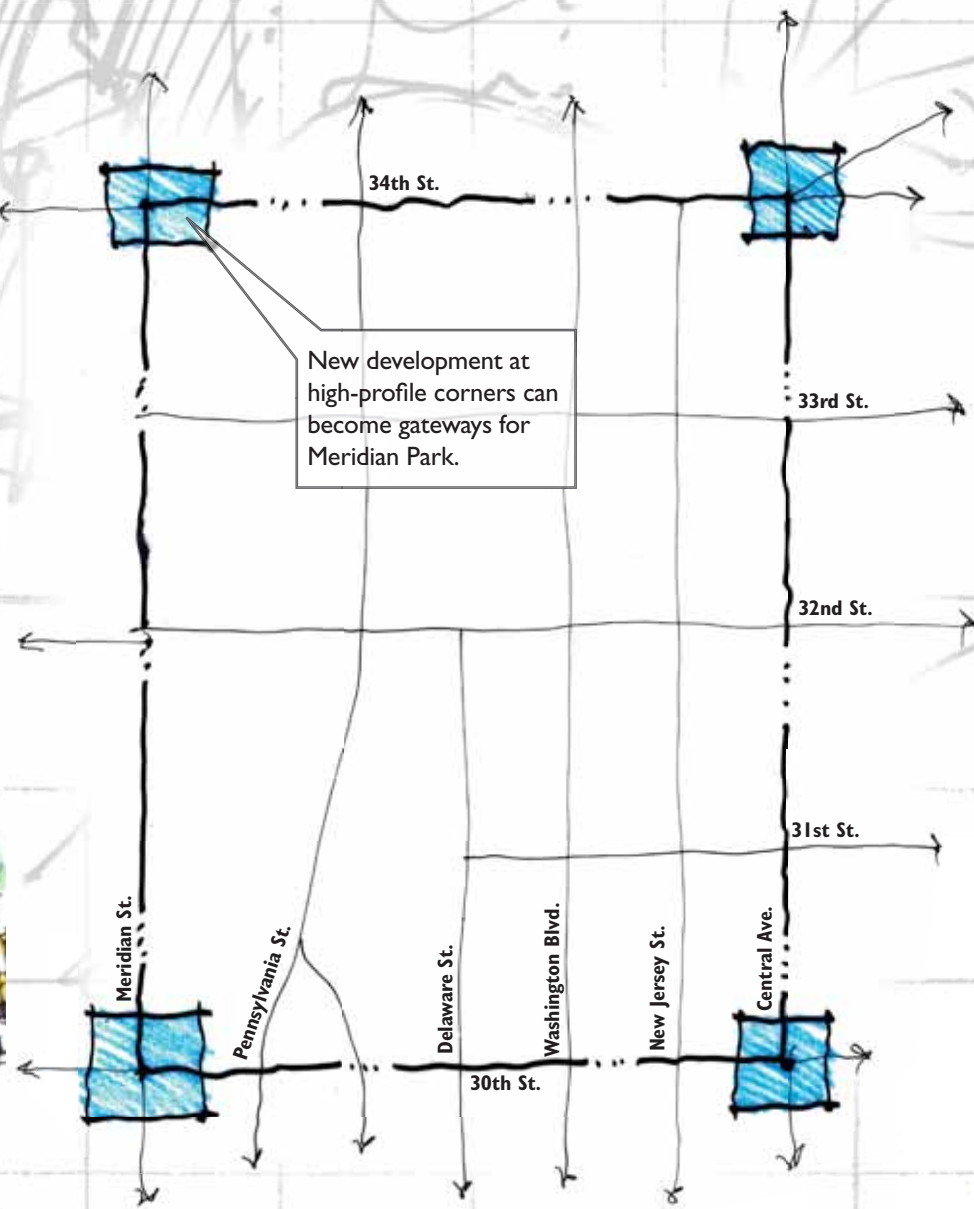 34th St.
New development at
high-profile corners can
become gateways for
Meridian Park.
33rd St.
32nd St.
31st St.
Meridian St.
Pennsylvania St.
Delaware St.
Washington Blvd.
New Jersey St.
Central Ave.
30th St.